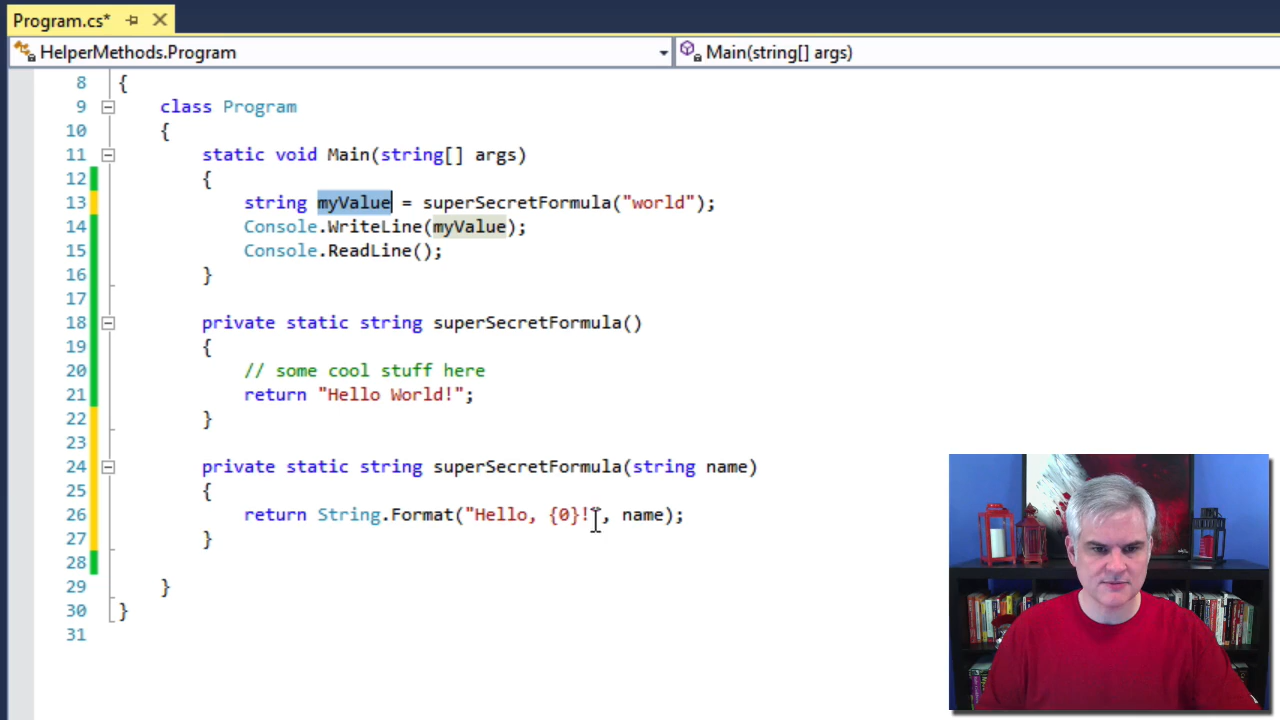 Program.cs*
HelperMethods.Program
Main(string[] args)
8 {
9 class Program
10 {
11 static void Main(string[] args)
12 {
13 string myValue = superSecretFormula("world");
14 Console.WriteLine(myValue);
15 Console.ReadLine();
16 }
17
18 private static string superSecretFormula()
19 {
20 // some cool stuff here
21 return "Hello World!";
22 }
23
24 private static string superSecretFormula(string name)
25 {
26 return String.Format("Hello, {0}!", name);
27 }
28
29 }
30 }
31